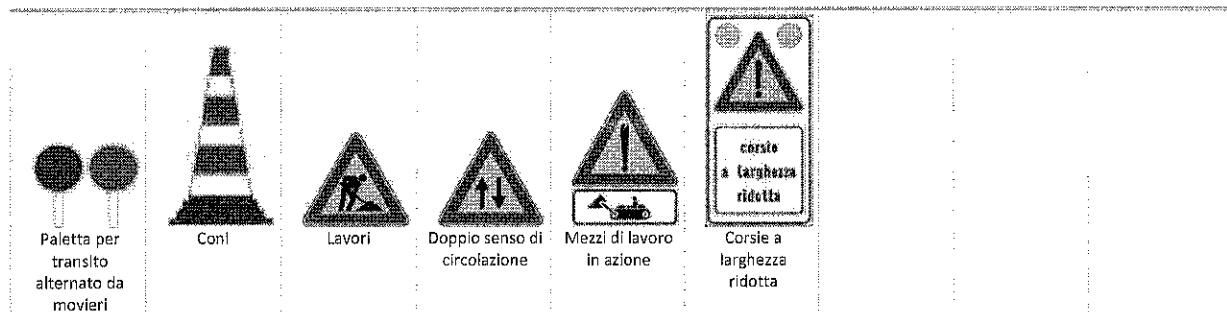 corsie
a larghezza
ridotta
Paletta per
transito
alternato da
movieri
Coni
Lavori
Doppio senso di
circolazione
Mezzi di lavoro
in azione
Corsie a
larghezza
ridotta